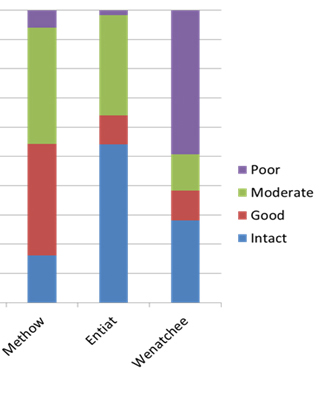 Poor
Moderate
Good
Intact
Methow
Entiat
Wenatchee